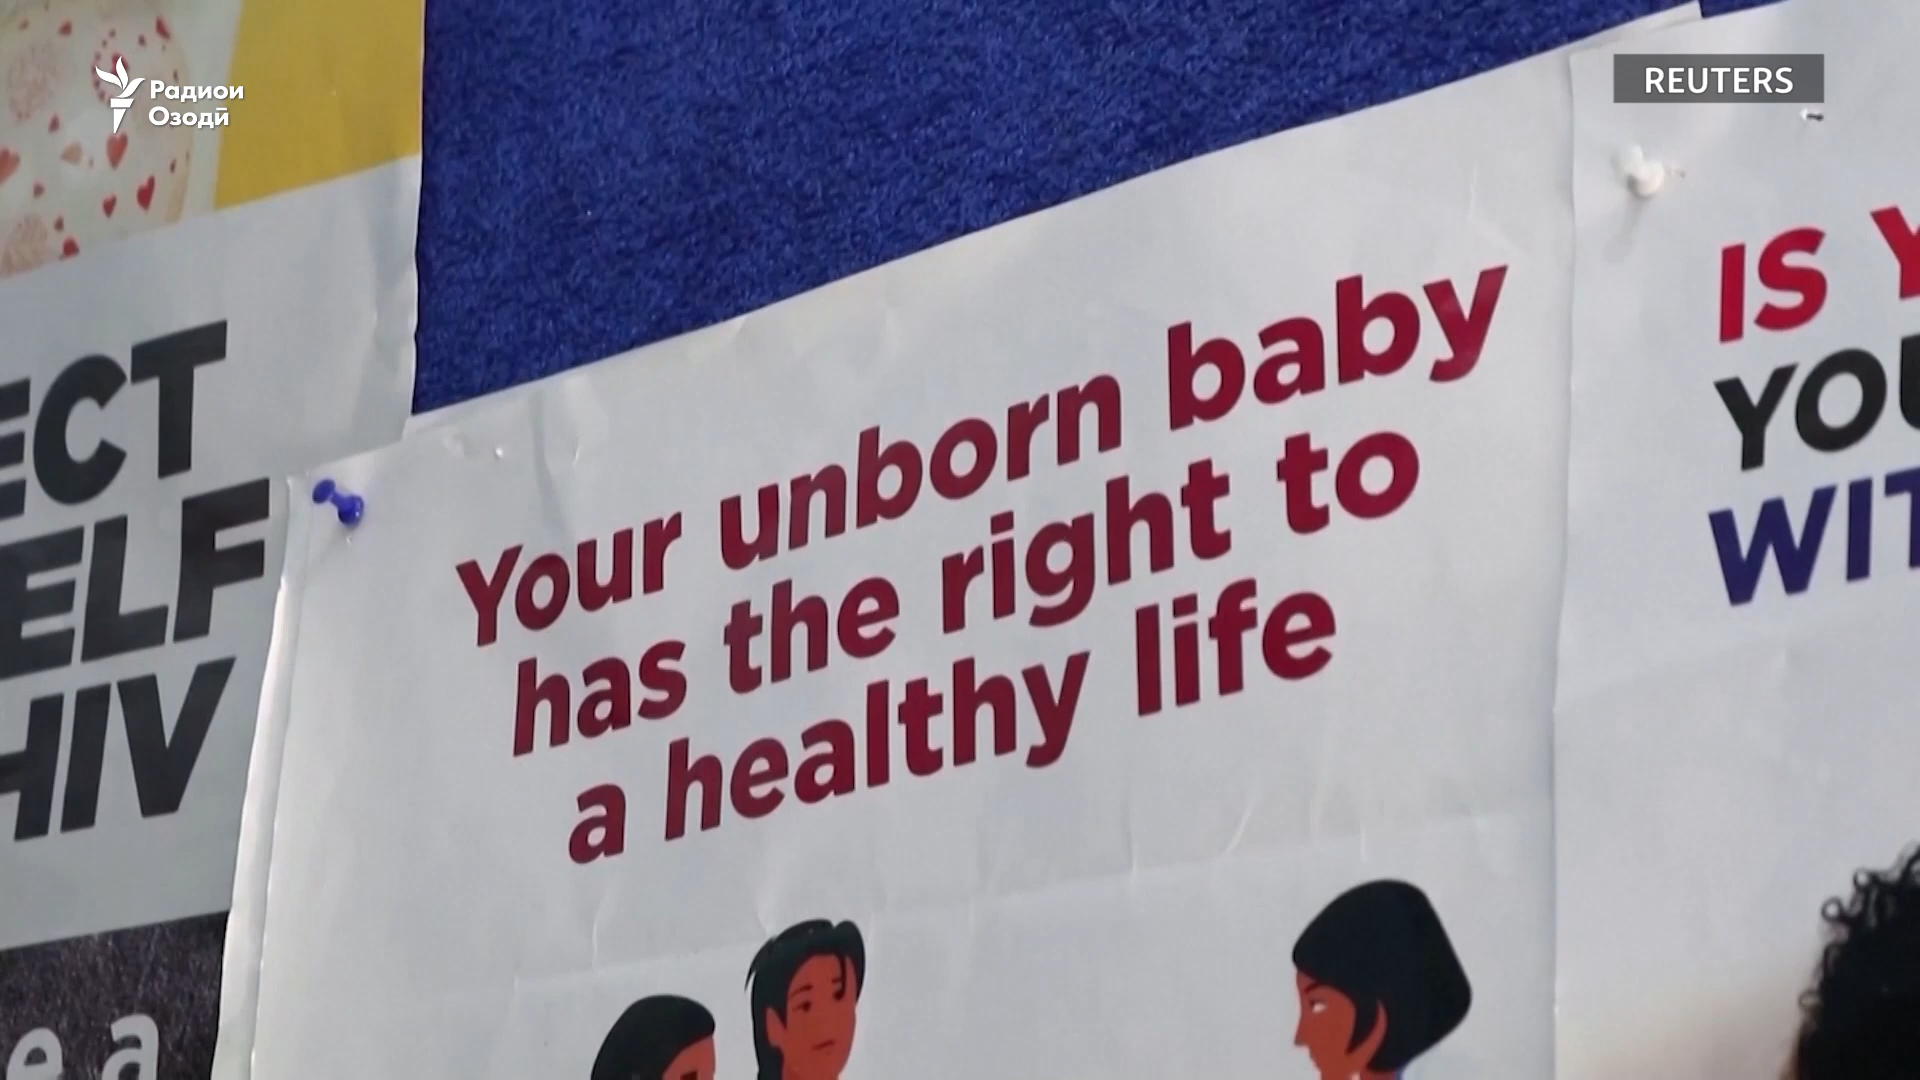 Радиои
Озодӣ
REUTERS
ECT
ELF
HIV
e a
Your unborn baby
has the right to
a healthy life
IS Y
YOU
WIT